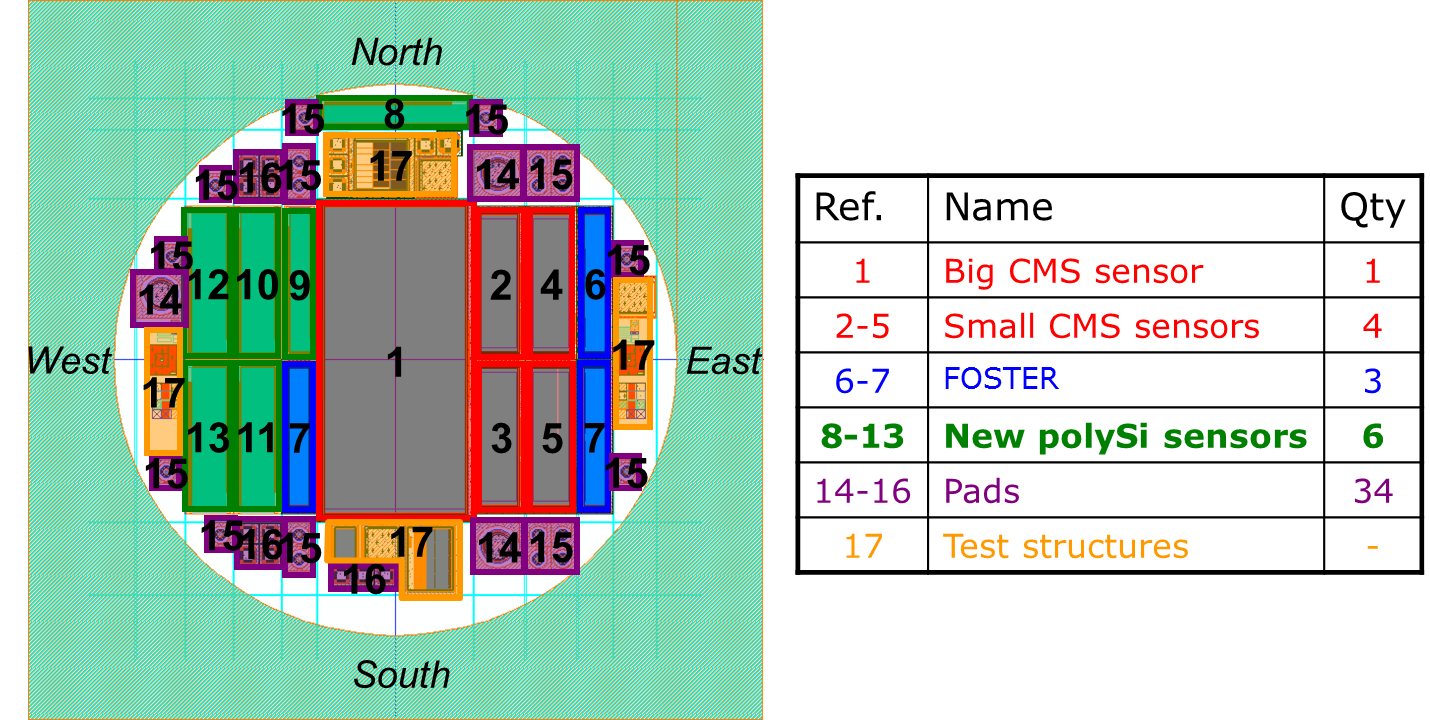 North
15 8 15
17
15 16 15 14 15
15 12 10 9 2 4 6 15
14
1
West East
17 17
13 11 7 3 5 7
15 15
15 16 15 17 14 15
16
South
Ref. Name Qty
1 Big CMS sensor 1
2-5 Small CMS sensors 4
6-7 FOSTER 3
8-13 New polySi sensors 6
14-16 Pads 34
17 Test structures -